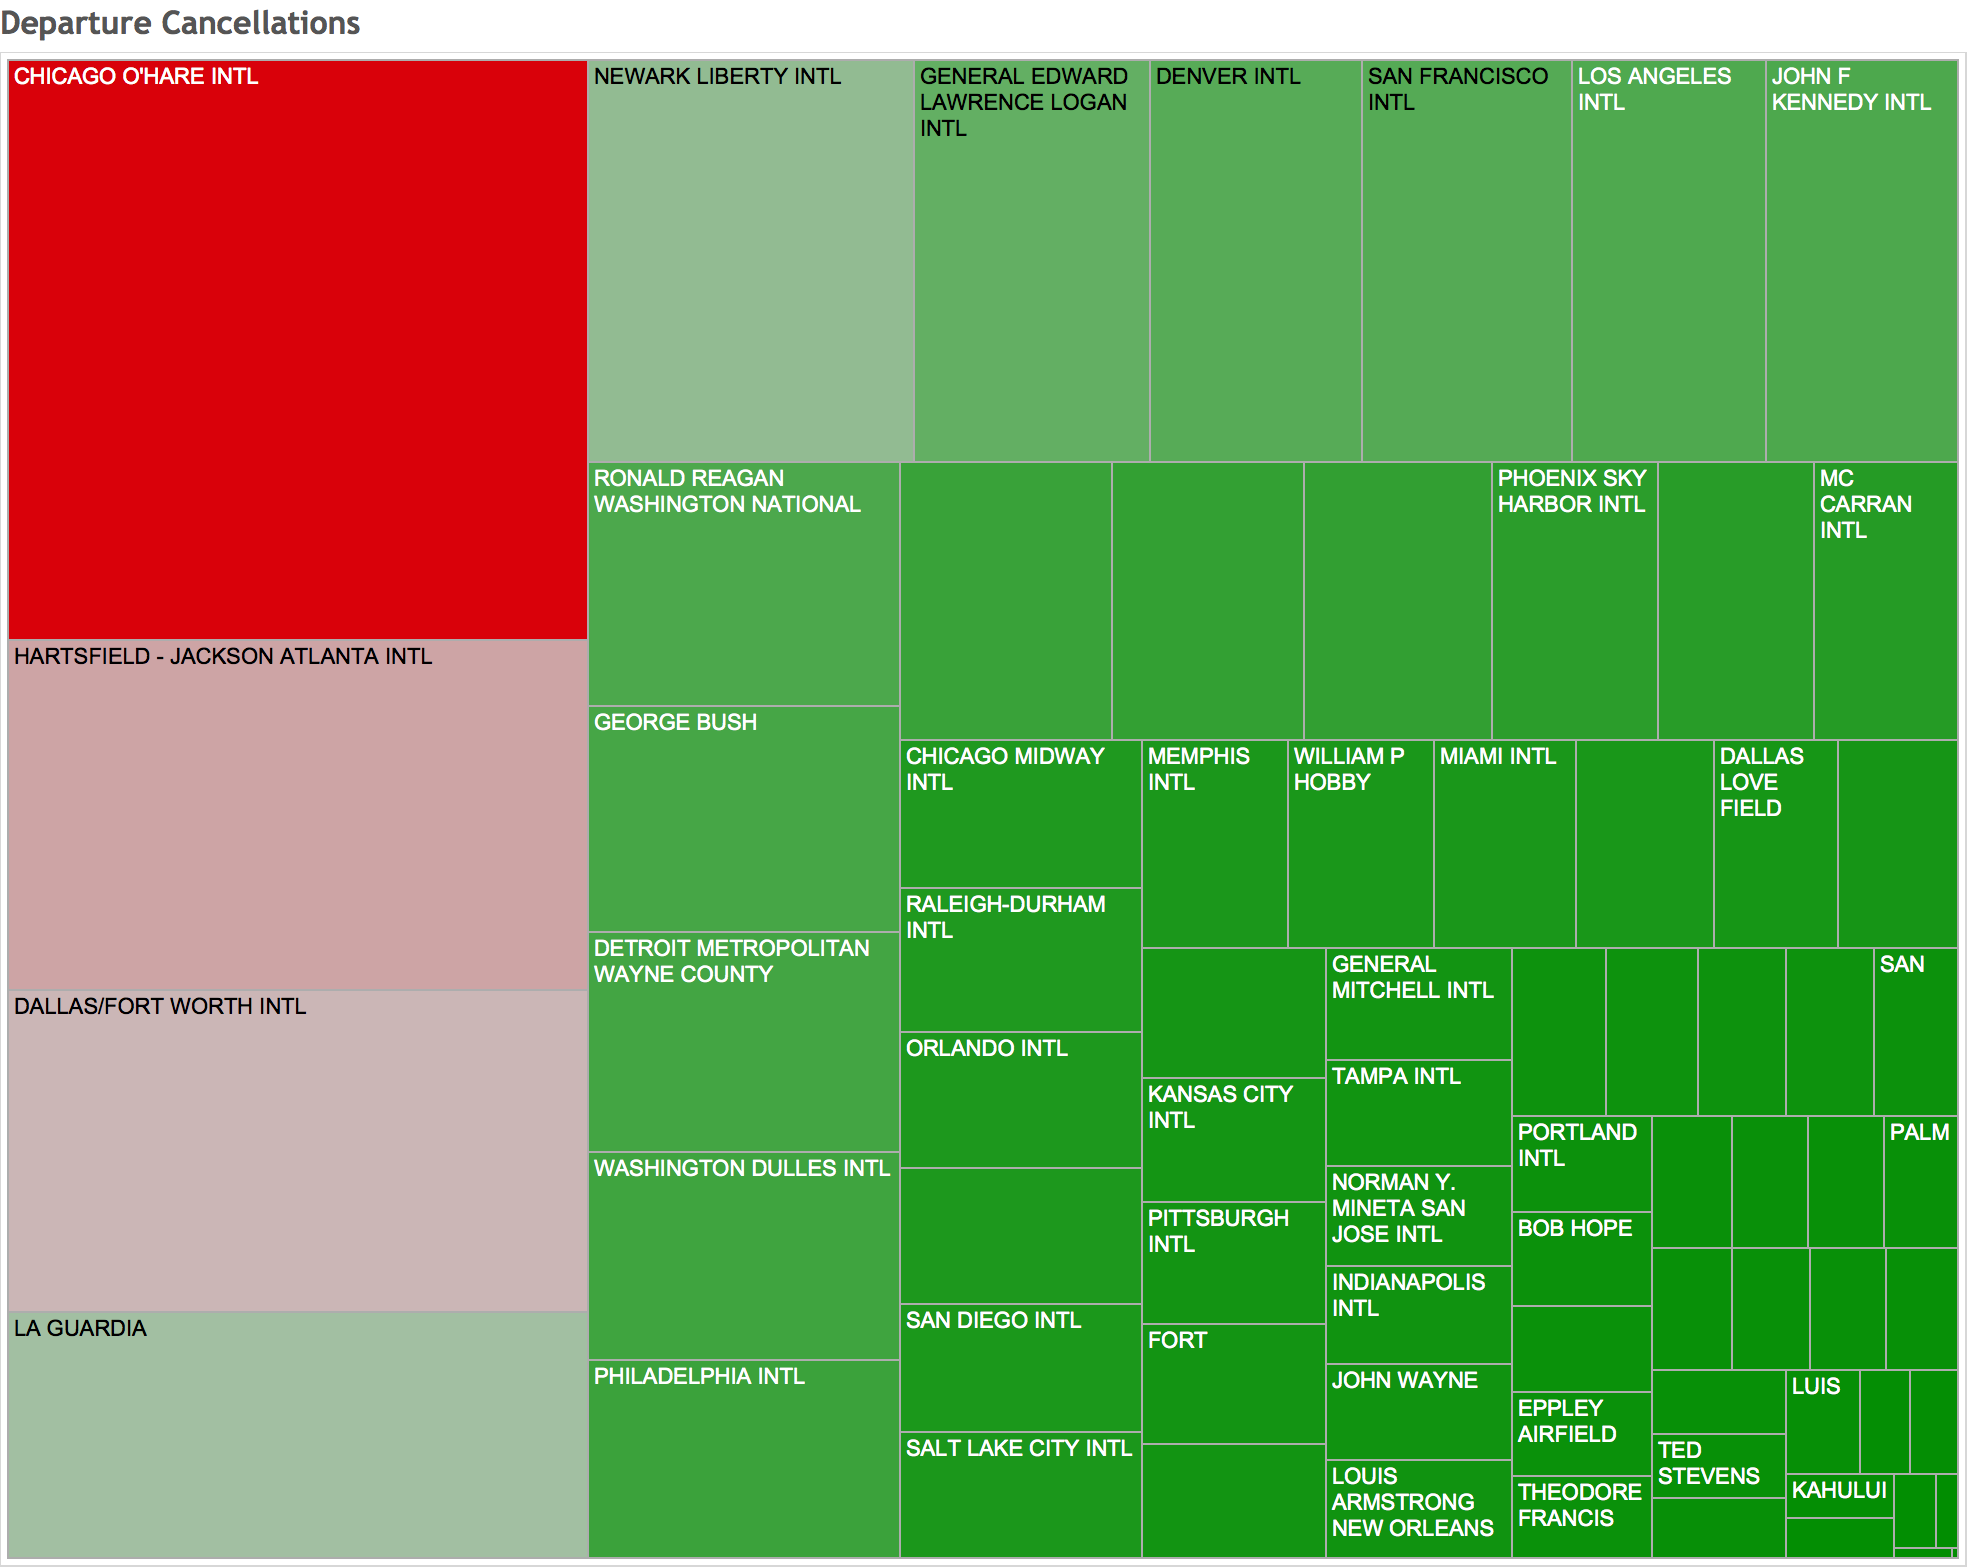 Departure Cancellations
CHICAGO O'HARE INTL
HARTSFIELD - JACKSON ATLANTA INTL
DALLAS/FORT WORTH INTL
LA GUARDIA
NEWARK LIBERTY INTL
GENERAL EDWARD
LAWRENCE LOGAN
INTL
DENVER INTL
SAN FRANCISCO
INTL
LOS ANGELES
INTL
JOHN F
KENNEDY INTL
RONALD REAGAN
WASHINGTON NATIONAL
GEORGE BUSH
DETROIT METROPOLITAN
WAYNE COUNTY
WASHINGTON DULLES INTL
PHILADELPHIA INTL
PHOENIX SKY
HARBOR INTL
MC
CARRAN
INTL
CHICAGO MIDWAY
INTL
RALEIGH-DURHAM
INTL
ORLANDO INTL
SAN DIEGO INTL
SALT LAKE CITY INTL
MEMPHIS
INTL
WILLIAM P
HOBBY
MIAMI INTL
DALLAS
LOVE
FIELD
KANSAS CITY
INTL
PITTSBURGH
INTL
FORT
GENERAL
MITCHELL INTL
TAMPA INTL
NORMAN Y.
MINETA SAN
JOSE INTL
INDIANAPOLIS
INTL
JOHN WAYNE
LOUIS
ARMSTRONG
NEW ORLEANS
SAN
PORTLAND
INTL
BOB HOPE
EPPLEY
AIRFIELD
THEODORE
FRANCIS
PALM
TED
STEVENS
LUIS
KAHULUI